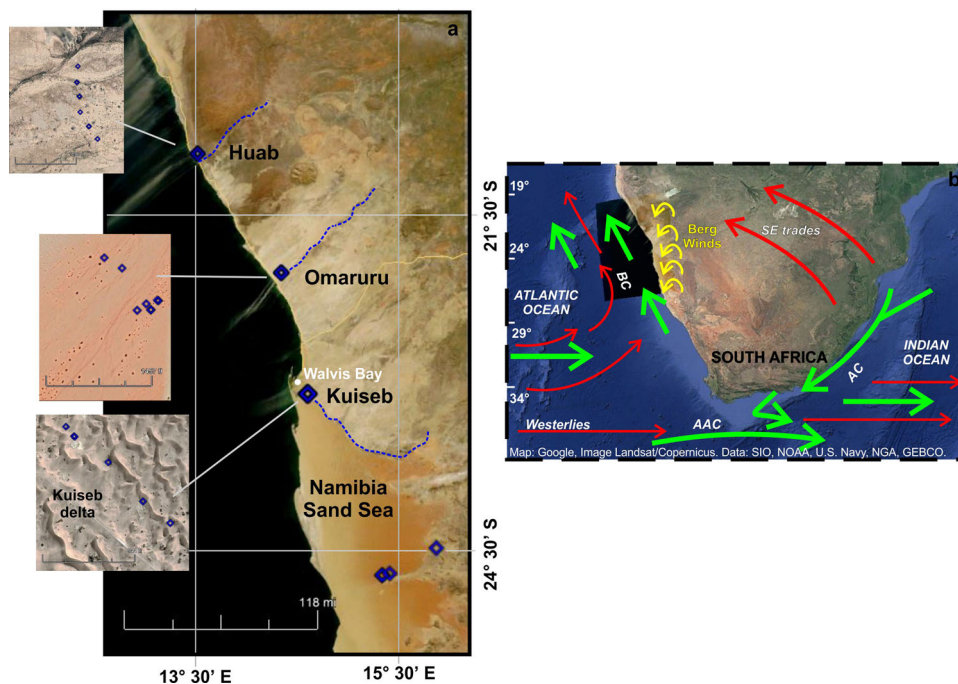 a
Huab
Omaruru
Walvis Bay
Kuiseb
Kuiseb
delta
Namibia
Sand Sea
118 mi
13° 30’ E
15° 30’ E
21° 30’ S
24° 30’ S
b
19°
24°
29°
34°
Berg
Winds
SE trades
BC
ATLANTIC
OCEAN
INDIAN
OCEAN
SOUTH AFRICA
AC
AAC
Westerlies
Map: Google, Image Landsat/Copernicus. Data: SIO, NOAA, U.S. Navy, NGA, GEBCO.